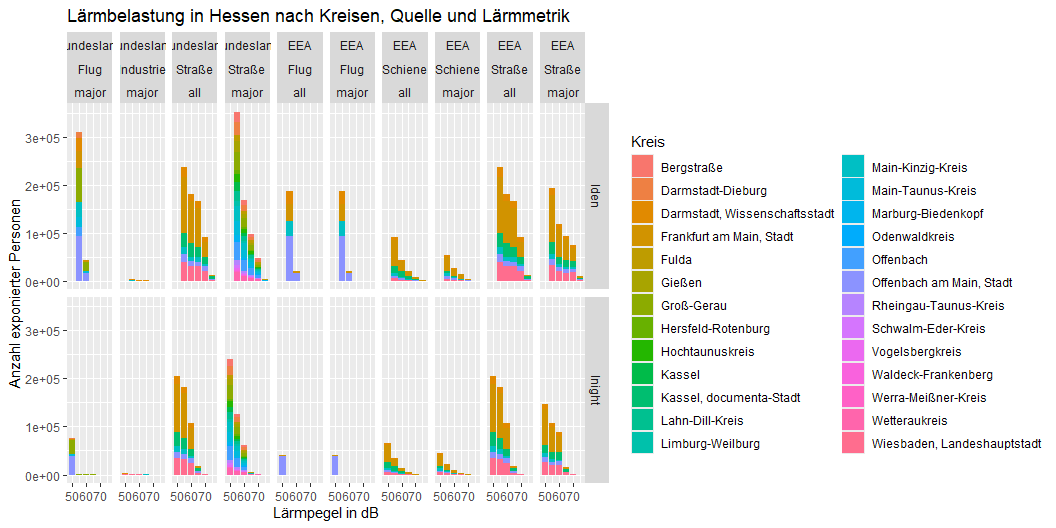 Lärmbelastung in Hessen nach Kreisen, Quelle und Lärmmetrik
undeslan undeslan undeslan undeslan EEA EEA EEA EEA EEA EEA
Flug ndustrie Straße Straße Flug Flug Schiene Schiene Straße Straße
major major all major all major all major all major
3e+05
2e+05
1e+05
0e+00
lden
3e+05
2e+05
1e+05
0e+00
lnight
Anzahl exponierter Personen
506070 506070 506070 506070 506070 506070 506070 506070 506070 506070
Lärmpegel in dB
Kreis
Bergstraße
Darmstadt-Dieburg
Darmstadt, Wissenschaftsstadt
Frankfurt am Main, Stadt
Fulda
Gießen
Groß-Gerau
Hersfeld-Rotenburg
Hochtaunuskreis
Kassel
Kassel, documenta-Stadt
Lahn-Dill-Kreis
Limburg-Weilburg
Main-Kinzig-Kreis
Main-Taunus-Kreis
Marburg-Biedenkopf
Odenwaldkreis
Offenbach
Offenbach am Main, Stadt
Rheingau-Taunus-Kreis
Schwalm-Eder-Kreis
Vogelsbergkreis
Waldeck-Frankenberg
Werra-Meißner-Kreis
Wetteraukreis
Wiesbaden, Landeshauptstadt